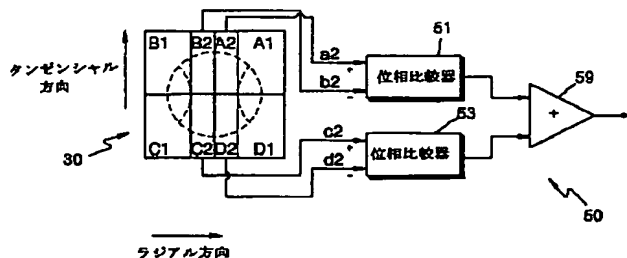 B1 B2 A2 A1
タンゼンシャル
方向
30
C1 C2 D2 D1
ラジアル方向
a2
b2
c2
d2
+
-
+
-
51
位相比較器
53
位相比較器
59
+
50